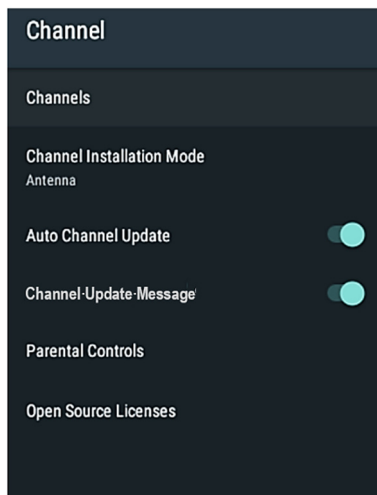 Channel
Channels
Channel Installation Mode
Antenna
Auto Channel Update
Channel·Update·Message
Parental Controls
Open Source Licenses